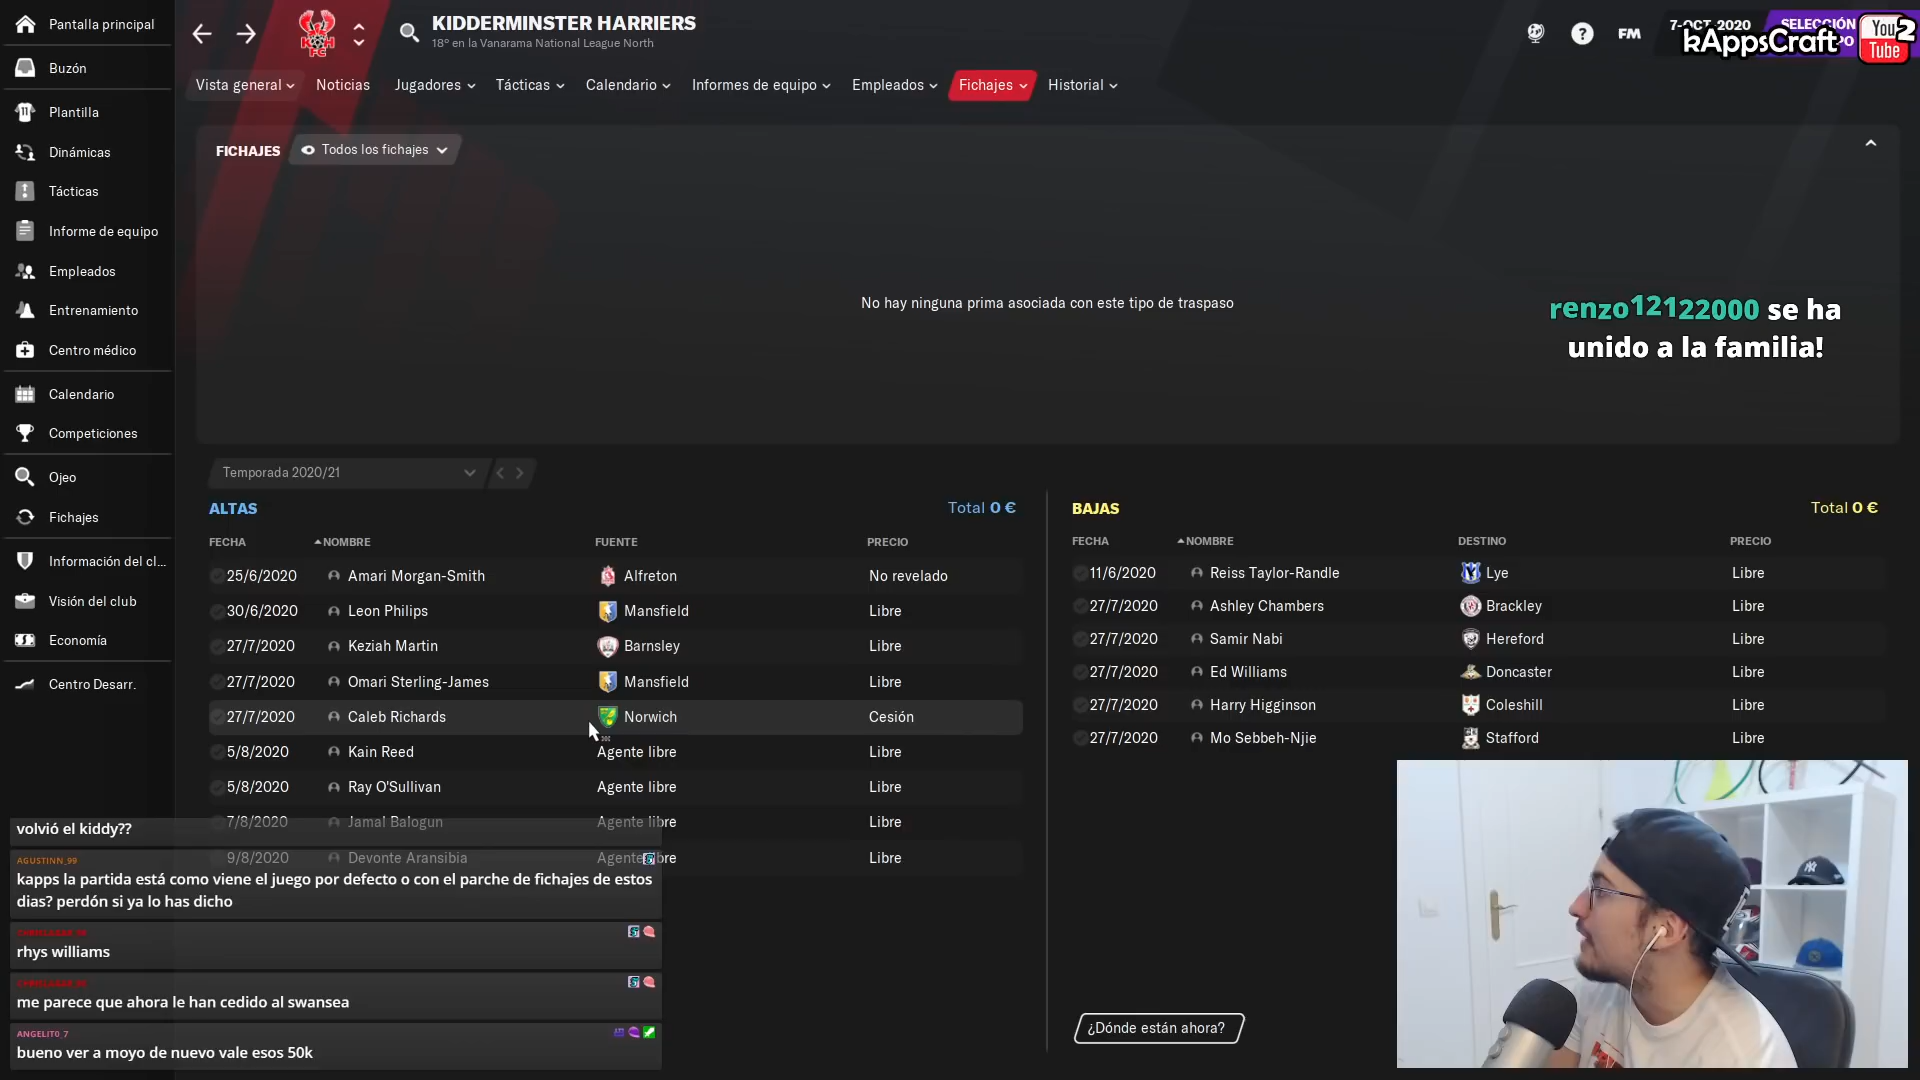 Pantalla principal
Buzón
Plantilla
Dinámicas
Tácticas
Informe de equipo
Empleados
Entrenamiento
Centro médico
Calendario
Competiciones
Ojeo
Fichajes
Información del cl...
Visión del club
Economía
Centro Desarr.
KIDDERMINSTER HARRIERS
18º en la Vanarama National League North
FM
7-OCT-2020
SELECCIÓN
PO
kAppsCraft
You2
Tube
Vista general Noticias Jugadores Tácticas Calendario Informes de equipo Empleados Fichajes Historial
FICHAJES Todos los fichajes
No hay ninguna prima asociada con este tipo de traspaso
renzo12122000 se ha
unido a la familia!
Temporada 2020/21
ALTAS Total 0 €
FECHA NOMBRE FUENTE PRECIO
25/6/2020 Amari Morgan-Smith Alfreton No revelado
30/6/2020 Leon Philips Mansfield Libre
27/7/2020 Keziah Martin Barnsley Libre
27/7/2020 Omari Sterling-James Mansfield Libre
27/7/2020 Caleb Richards Norwich Cesión
5/8/2020 Kain Reed Agente libre Libre
5/8/2020 Ray O'Sullivan Agente libre Libre
7/8/2020 Jamal Balogun Agente libre Libre
9/8/2020 Devonte Aransibia Libre
BAJAS Total 0 €
FECHA NOMBRE DESTINO PRECIO
11/6/2020 Reiss Taylor-Randle Lye Libre
27/7/2020 Ashley Chambers Brackley Libre
27/7/2020 Samir Nabi Hereford Libre
27/7/2020 Ed Williams Doncaster Libre
27/7/2020 Harry Higginson Coleshill Libre
27/7/2020 Mo Sebbeh-Njie Stafford Libre
¿Dónde están ahora?
volvió el kiddy??
AGUSTINN_99
kapps la partida está como viene el juego por defecto o con el parche de fichajes de estos
dias? perdón si ya lo has dicho
rhys williams
me parece que ahora le han cedido al swansea
ANGELIT0_7
bueno ver a moyo de nuevo vale esos 50k